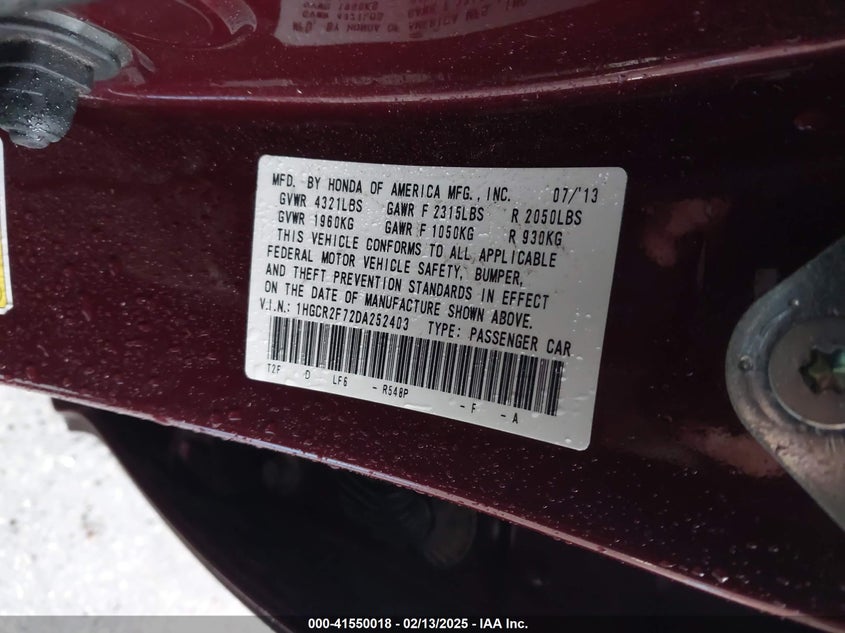 MFD. BY HONDA OF AMERICA MFG., INC. 07/'13
GVWR 4321LBS GAWR F 2315LBS R 2050LBS
GVWR 1960KG GAWR F 1050KG R 930KG
THIS VEHICLE CONFORMS TO ALL APPLICABLE
FEDERAL MOTOR VEHICLE SAFETY, BUMPER,
AND THEFT PREVENTION STANDARDS IN EFFECT
ON THE DATE OF MANUFACTURE SHOWN ABOVE.
V.I.N.: 1HGCR2F72DA252403 TYPE: PASSENGER CAR
T2F D LF6 - R548P - F - A
000-41550018 - 02/13/2025 - IAA Inc.